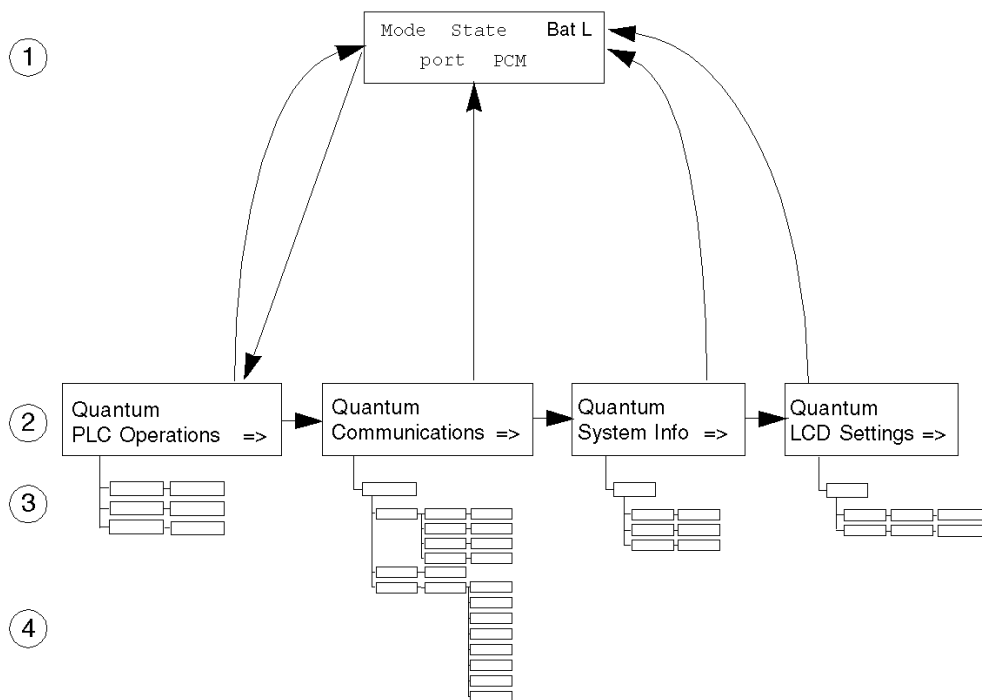 1
Mode State Bat L
port PCM
2
Quantum
PLC Operations =>
Quantum
Communications =>
Quantum
System Info =>
Quantum
LCD Settings =>
3
4